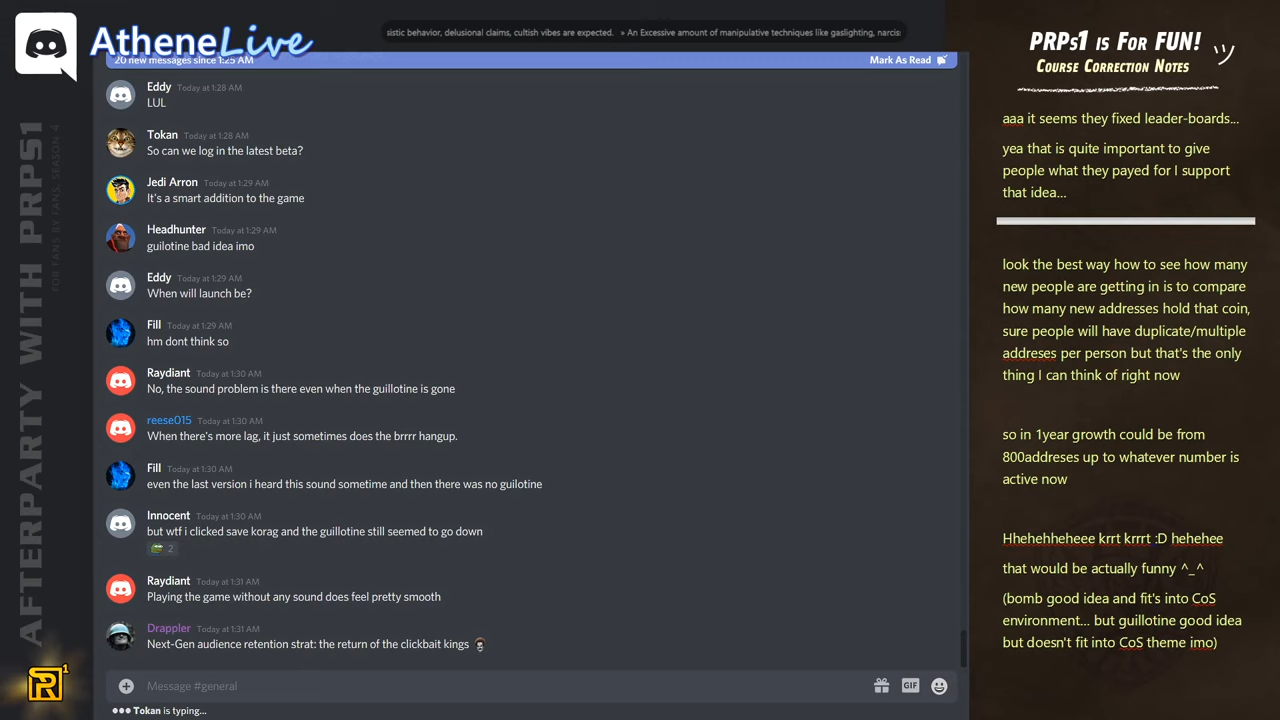 AtheneLive
sistic behavior, delusional claims, cultish vibes are expected. » An Excessive amount of manipulative techniques like gaslighting, narcis
20 new messages since 1:25 AM
Mark As Read
Eddy Today at 1:28 AM
LUL
Tokan Today at 1:28 AM
So can we log in the latest beta?
Jedi Arron Today at 1:29 AM
It's a smart addition to the game
Headhunter Today at 1:29 AM
guilotine bad idea imo
Eddy Today at 1:29 AM
When will launch be?
Fill Today at 1:29 AM
hm dont think so
Raydiant Today at 1:30 AM
No, the sound problem is there even when the guillotine is gone
reese015 Today at 1:30 AM
When there's more lag, it just sometimes does the brrr hangup.
Fill Today at 1:30 AM
even the last version i heard this sound sometime and then there was no guilotine
Innocent Today at 1:30 AM
but wtf i clicked save korag and the guillotine still seemed to go down
2
Raydiant Today at 1:31 AM
Playing the game without any sound does feel pretty smooth
Drappler Today at 1:31 AM
Next-Gen audience retention strat: the return of the clickbait kings
Message #general
GIF
Tokan is typing...
AFTERPARTY WITH PRPS1
FOR FANS BY FANS, SEASON 4
R1
PRPs1 is For FUN! ツ
Course Correction Notes
aaa it seems they fixed leader-boards...
yea that is quite important to give
people what they payed for I support
that idea...
look the best way how to see how many
new people are getting in is to compare
how many new addresses hold that coin,
sure people will have duplicate/multiple
addreses per person but that's the only
thing I can think of right now
so in 1year growth could be from
800addreses up to whatever number is
active now
Hhehehheheee krrt krrrt :D hehehee
that would be actually funny ^_^
(bomb good idea and fit's into CoS
environment... but guillotine good idea
but doesn't fit into CoS theme imo)